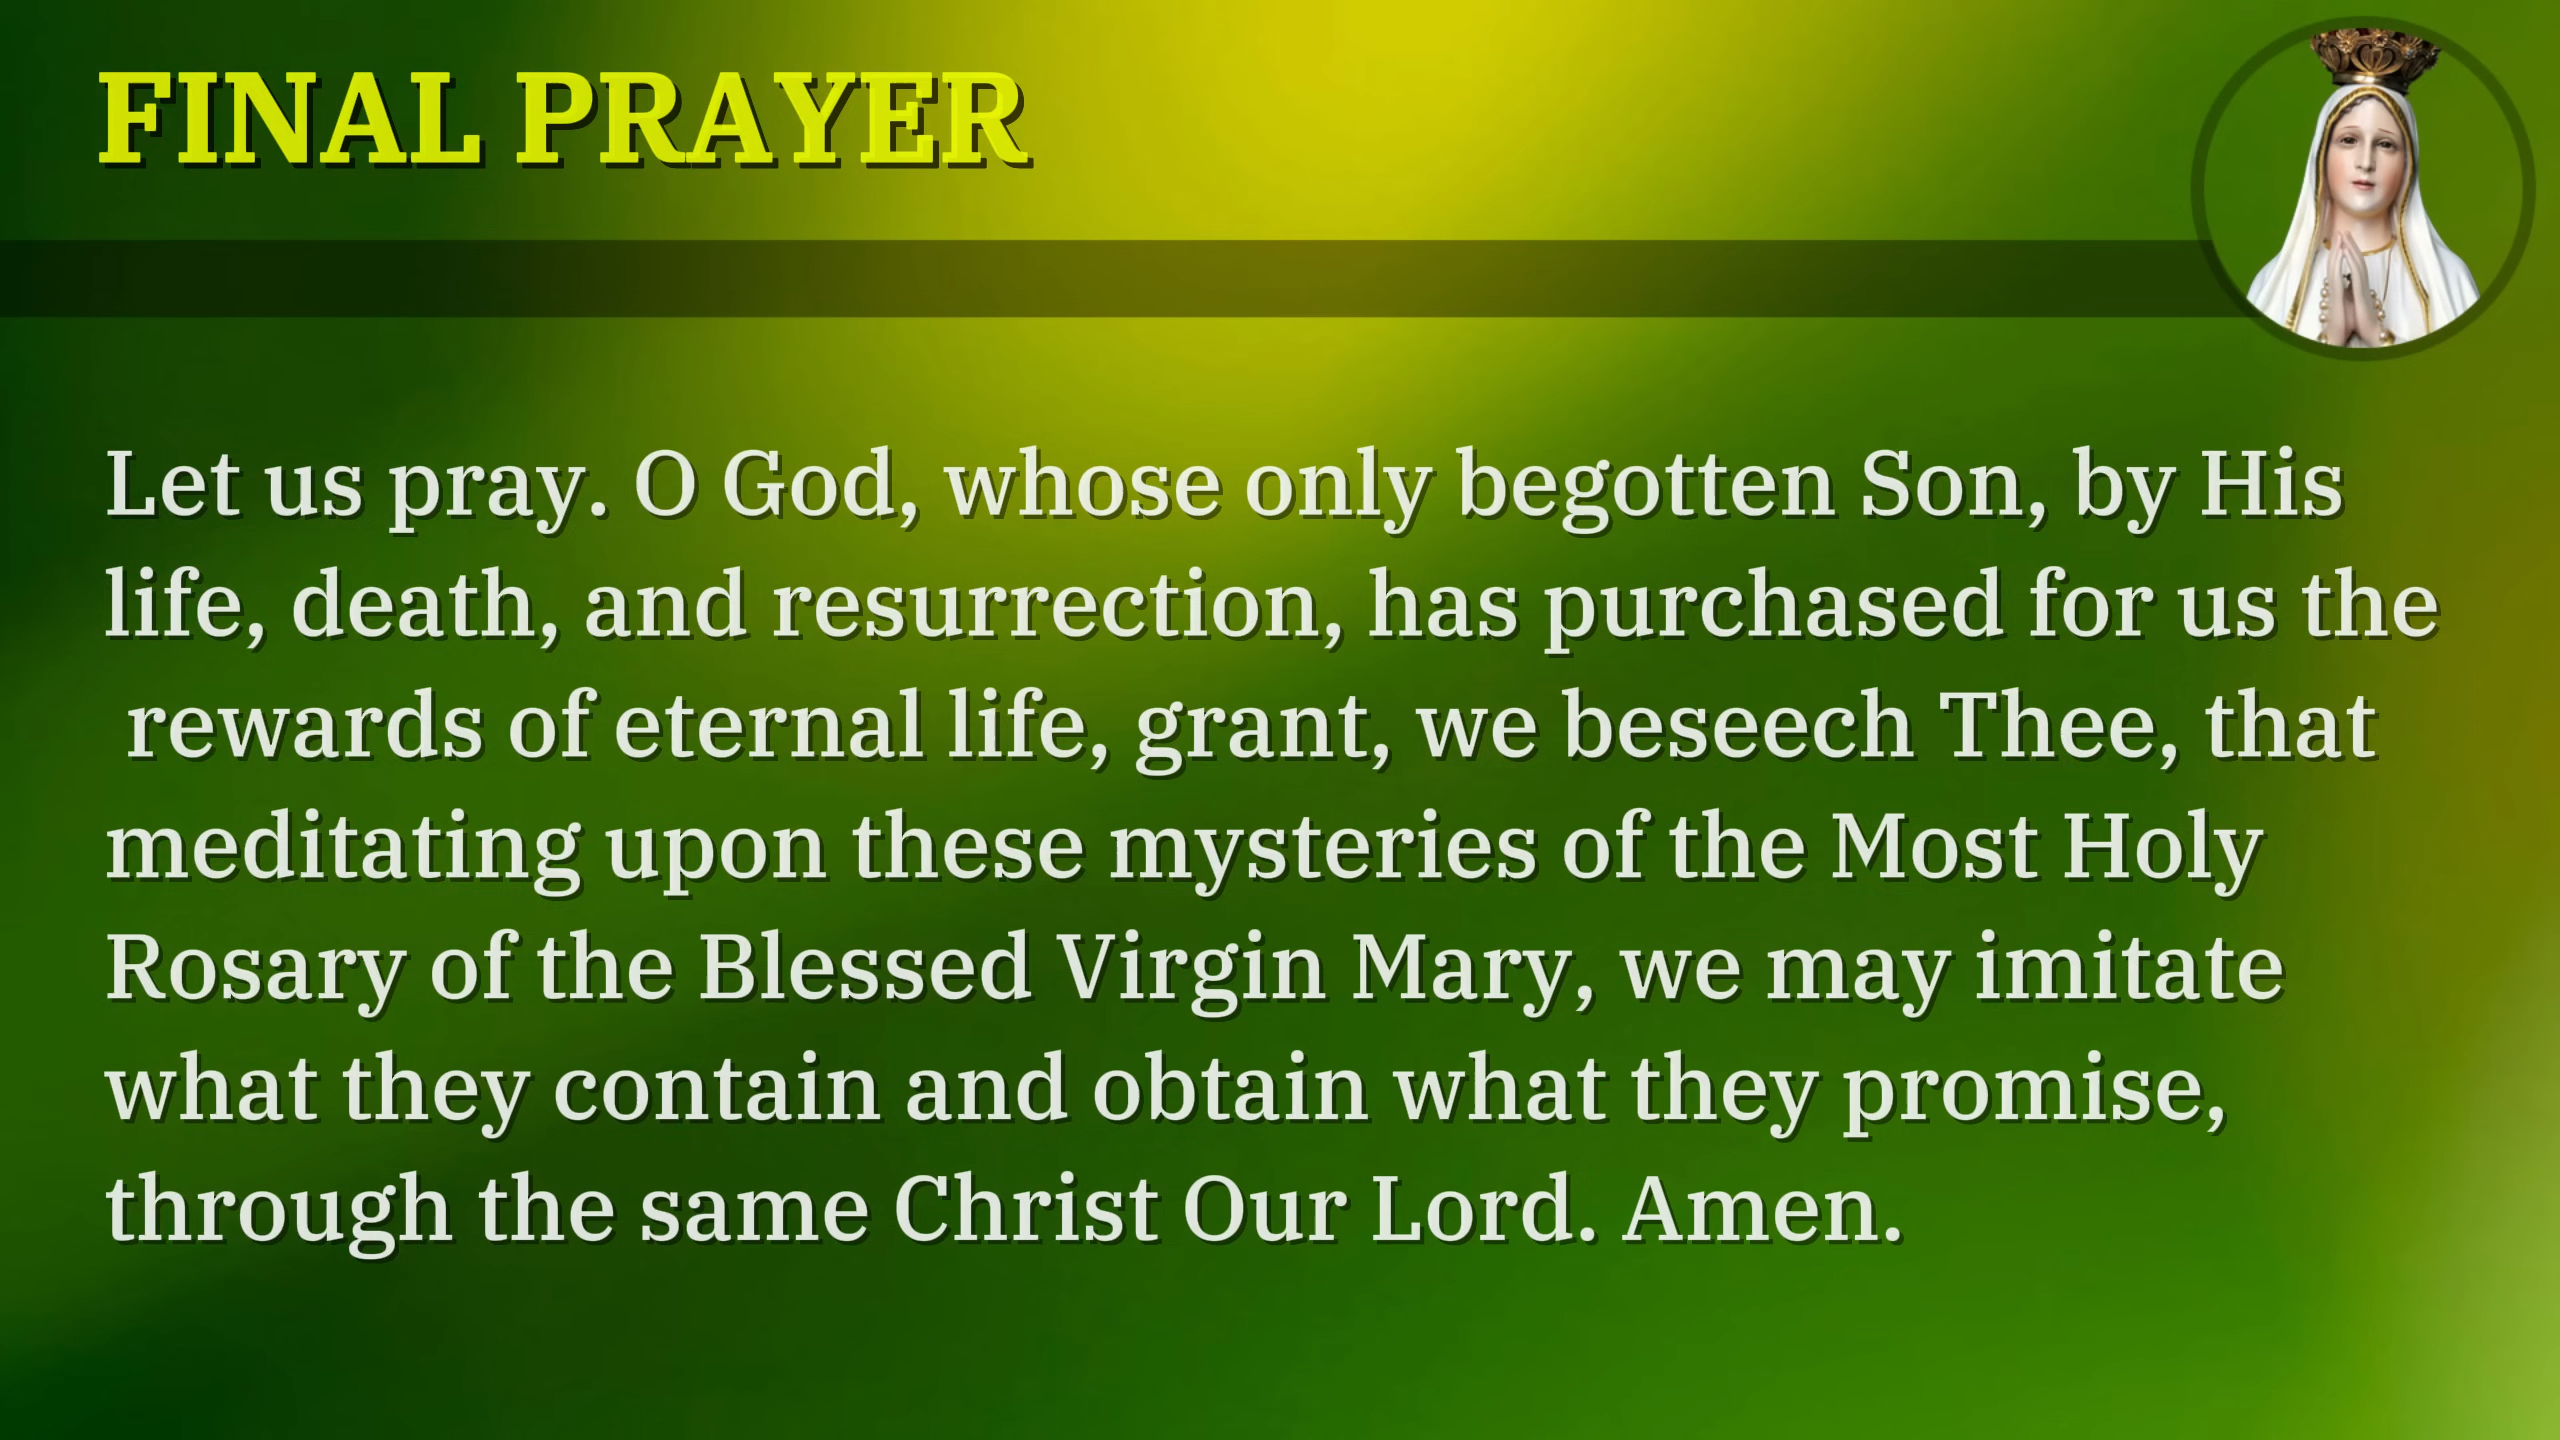 FINAL PRAYER
Let us pray. O God, whose only begotten Son, by His
life, death, and resurrection, has purchased for us the
rewards of eternal life, grant, we beseech Thee, that
meditating upon these mysteries of the Most Holy
Rosary of the Blessed Virgin Mary, we may imitate
what they contain and obtain what they promise,
through the same Christ Our Lord. Amen.